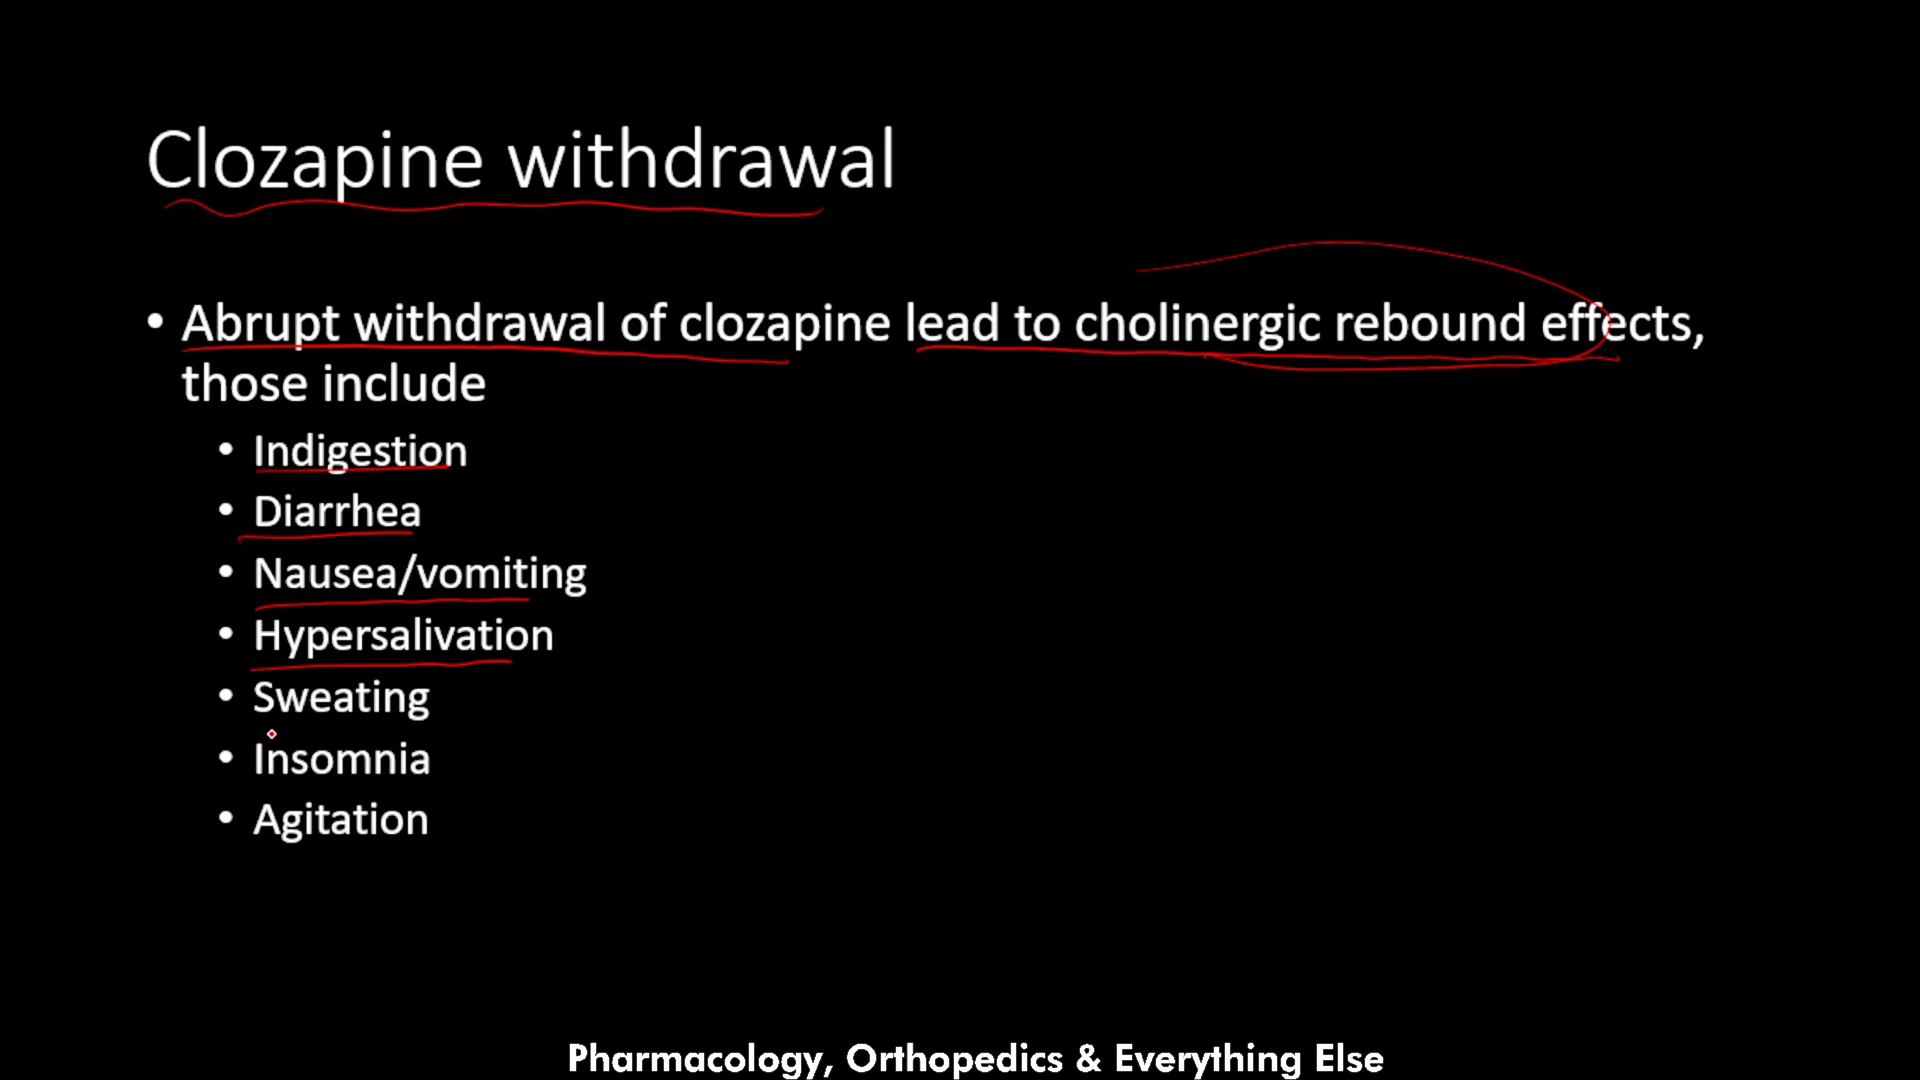 Clozapine withdrawal
• Abrupt withdrawal of clozapine lead to cholinergic rebound effects,
those include
• Indigestion
• Diarrhea
• Nausea/vomiting
• Hypersalivation
• Sweating
• Insomnia
• Agitation
Pharmacology, Orthopedics & Everything Else